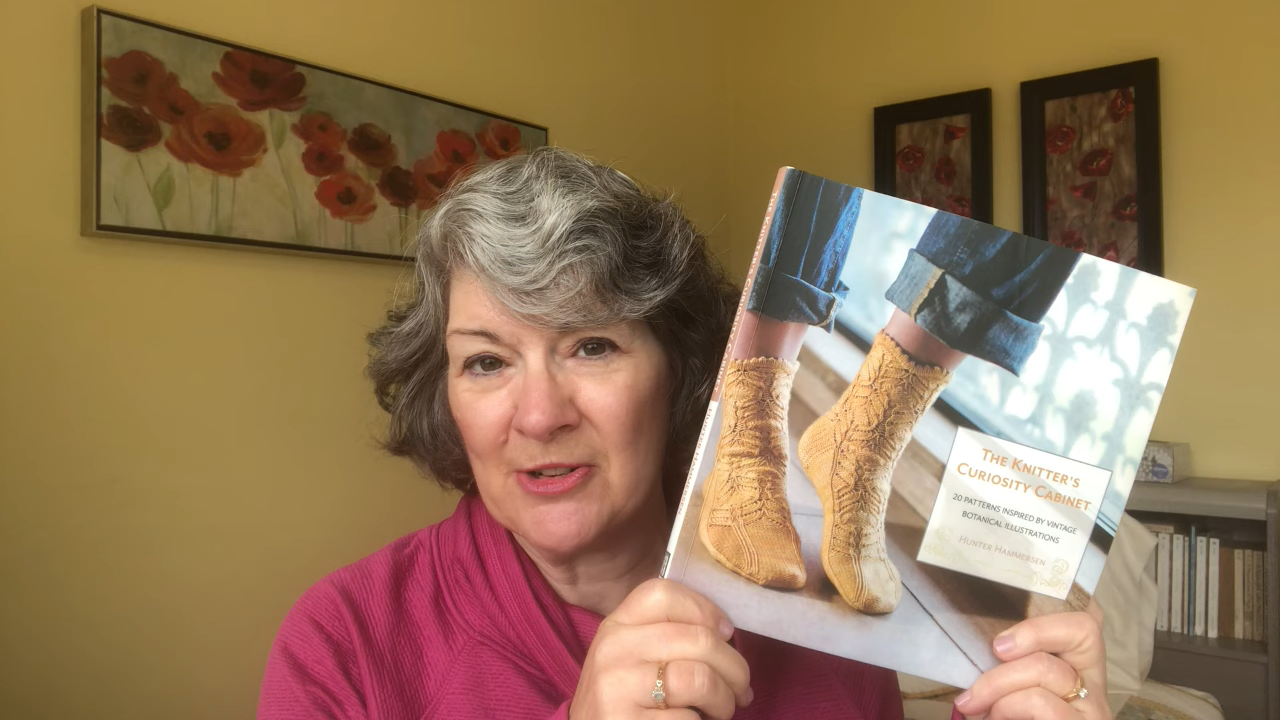 THE KNITTER'S
CURIOSITY CABINET
20 PATTERNS INSPIRED BY VINTAGE
BOTANICAL ILLUSTRATIONS
HUNTER HAMMERSEN